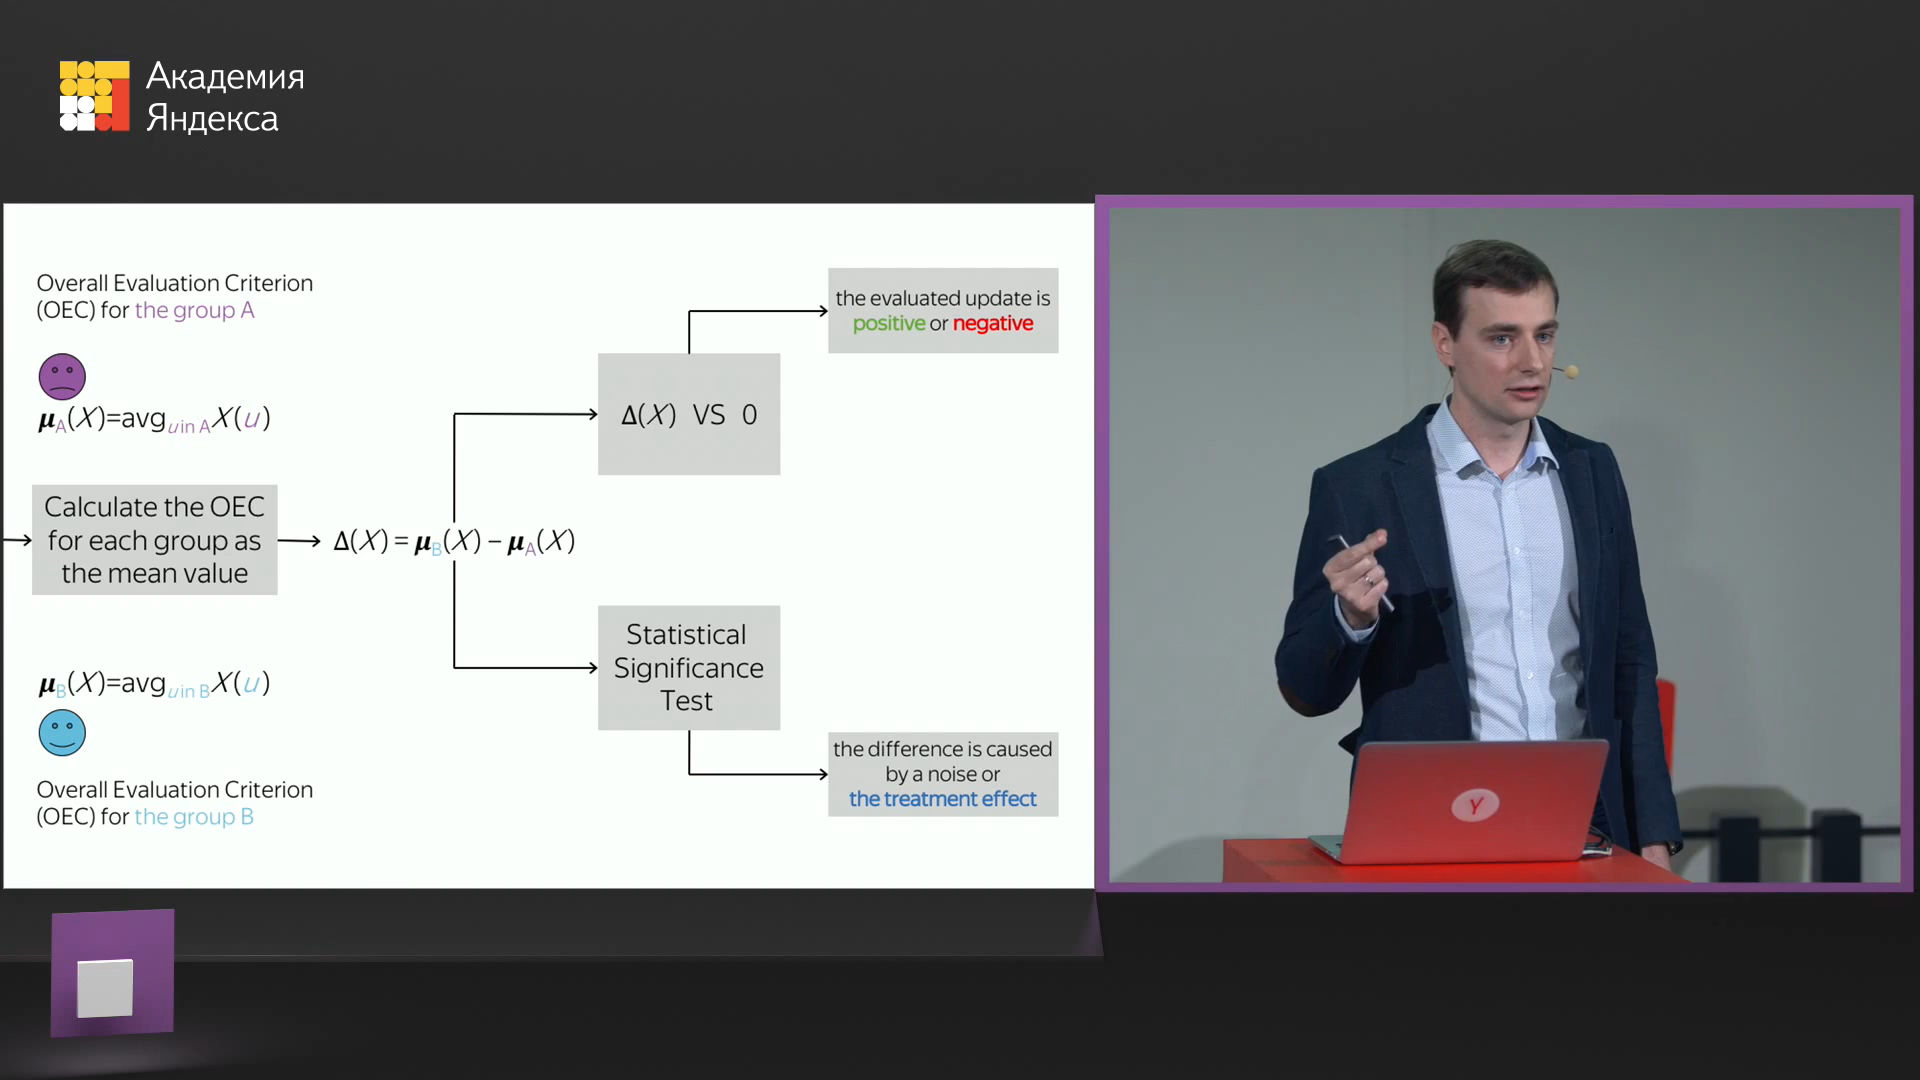 Академия
Яндекса
Overall Evaluation Criterion
(OEC) for the group A
μA(X)=avgu in AX(u)
Calculate the OEC
for each group as
the mean value
Δ(X) = μB(X) − μA(X)
μB(X)=avgu in BX(u)
Overall Evaluation Criterion
(OEC) for the group B
Δ(X) VS 0
the evaluated update is
positive or negative
Statistical
Significance
Test
the difference is caused
by a noise or
the treatment effect
Y